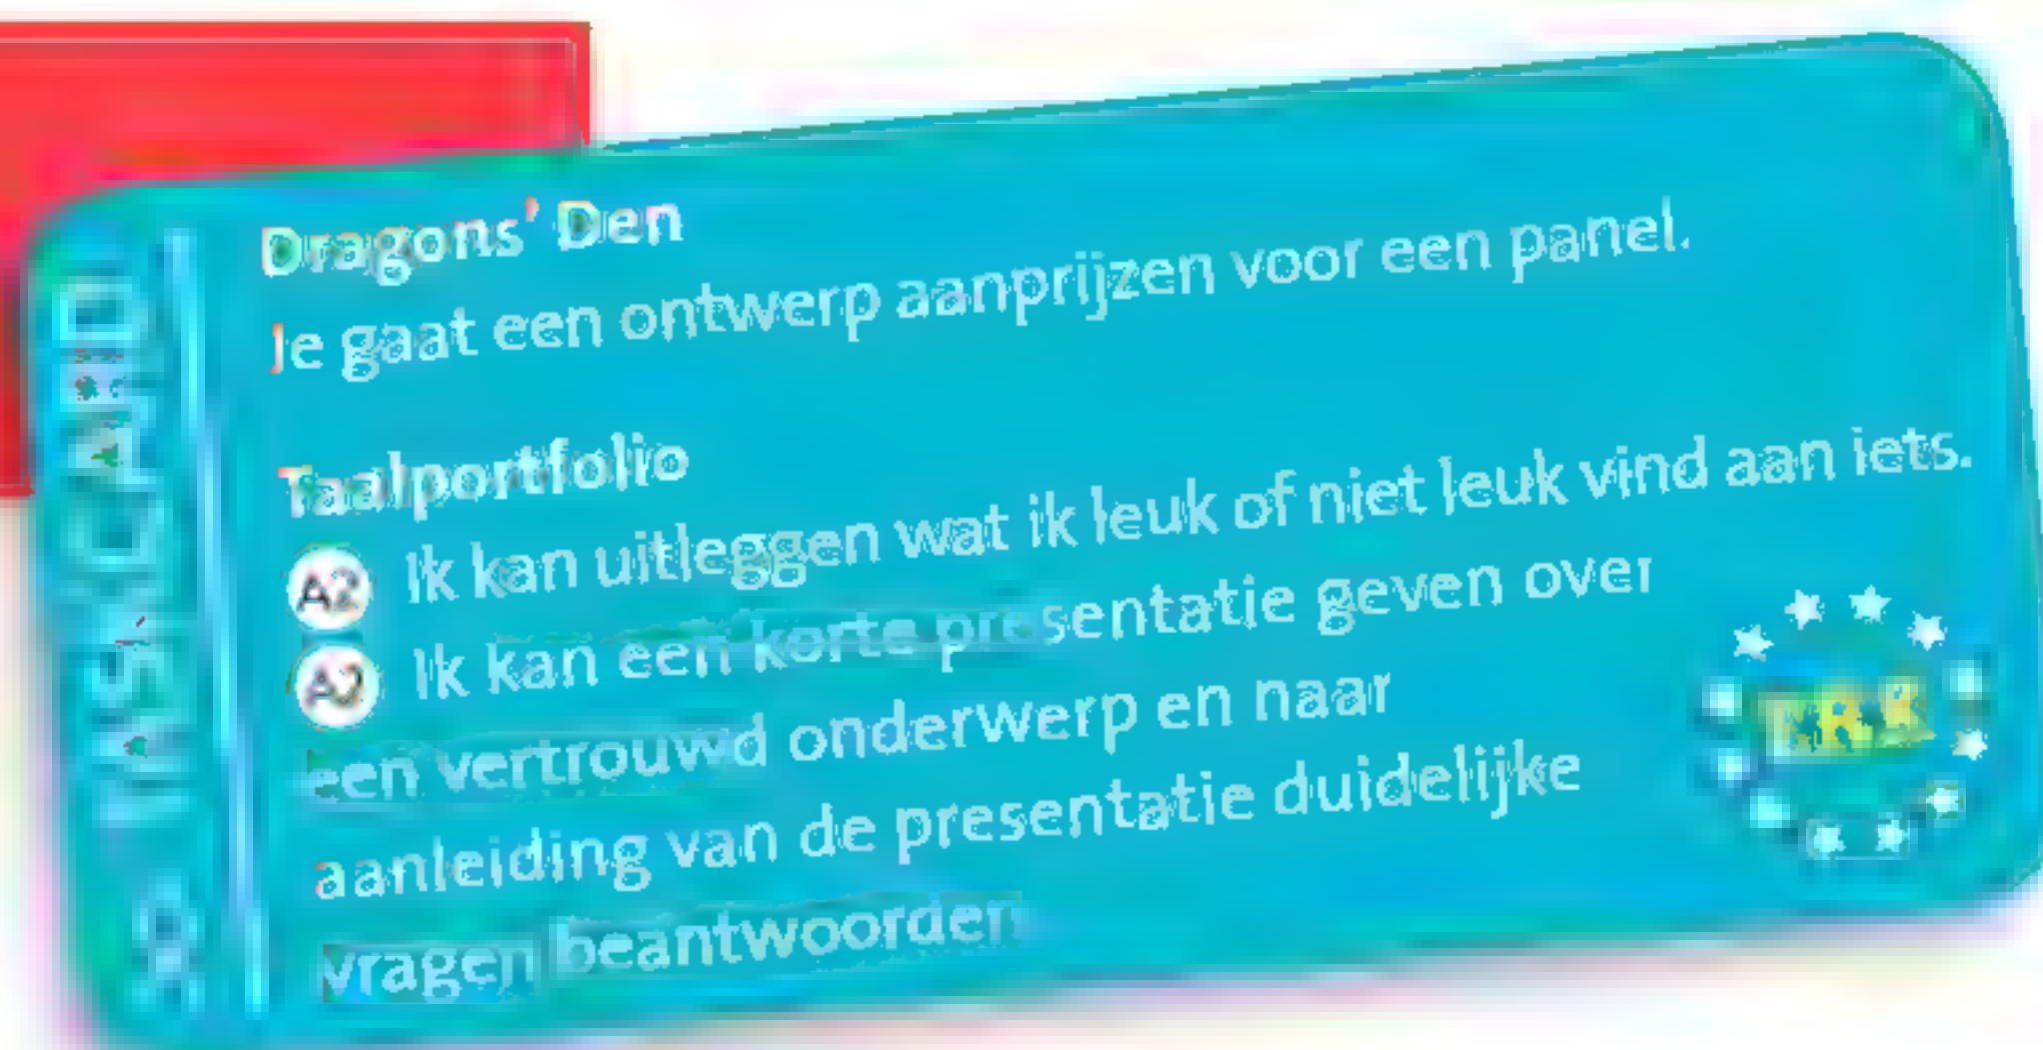 Dragons' Den
Je gaat een ontwerp aanprijzen voor een panel.
Taalportfolio
A2 Ik kan uitleggen wat ik leuk of niet leuk vind aan iets.
A2 Ik kan een korte presentatie geven over
een vertrouwd onderwerp en naar
aanleiding van de presentatie duidelijke
vragen beantwoorden
TASK CARD